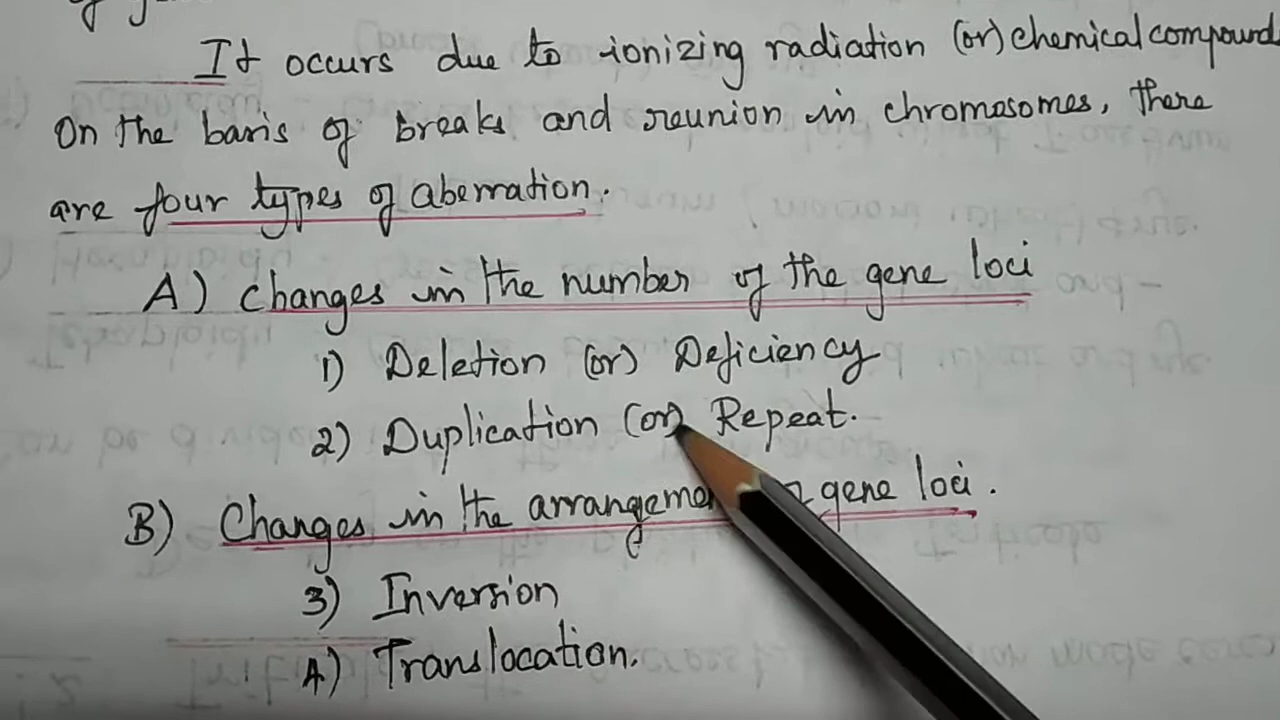 It occurs due to ionizing radiation (or) chemical compound
On the basis of breaks and reunion in chromosomes, there
are four types of aberration.
A) Changes in the number of the gene loci
1) Deletion (or) Deficiency
2) Duplication (or) Repeat.
B) Changes in the gene loci.
3) Inversion
4) Translocation.